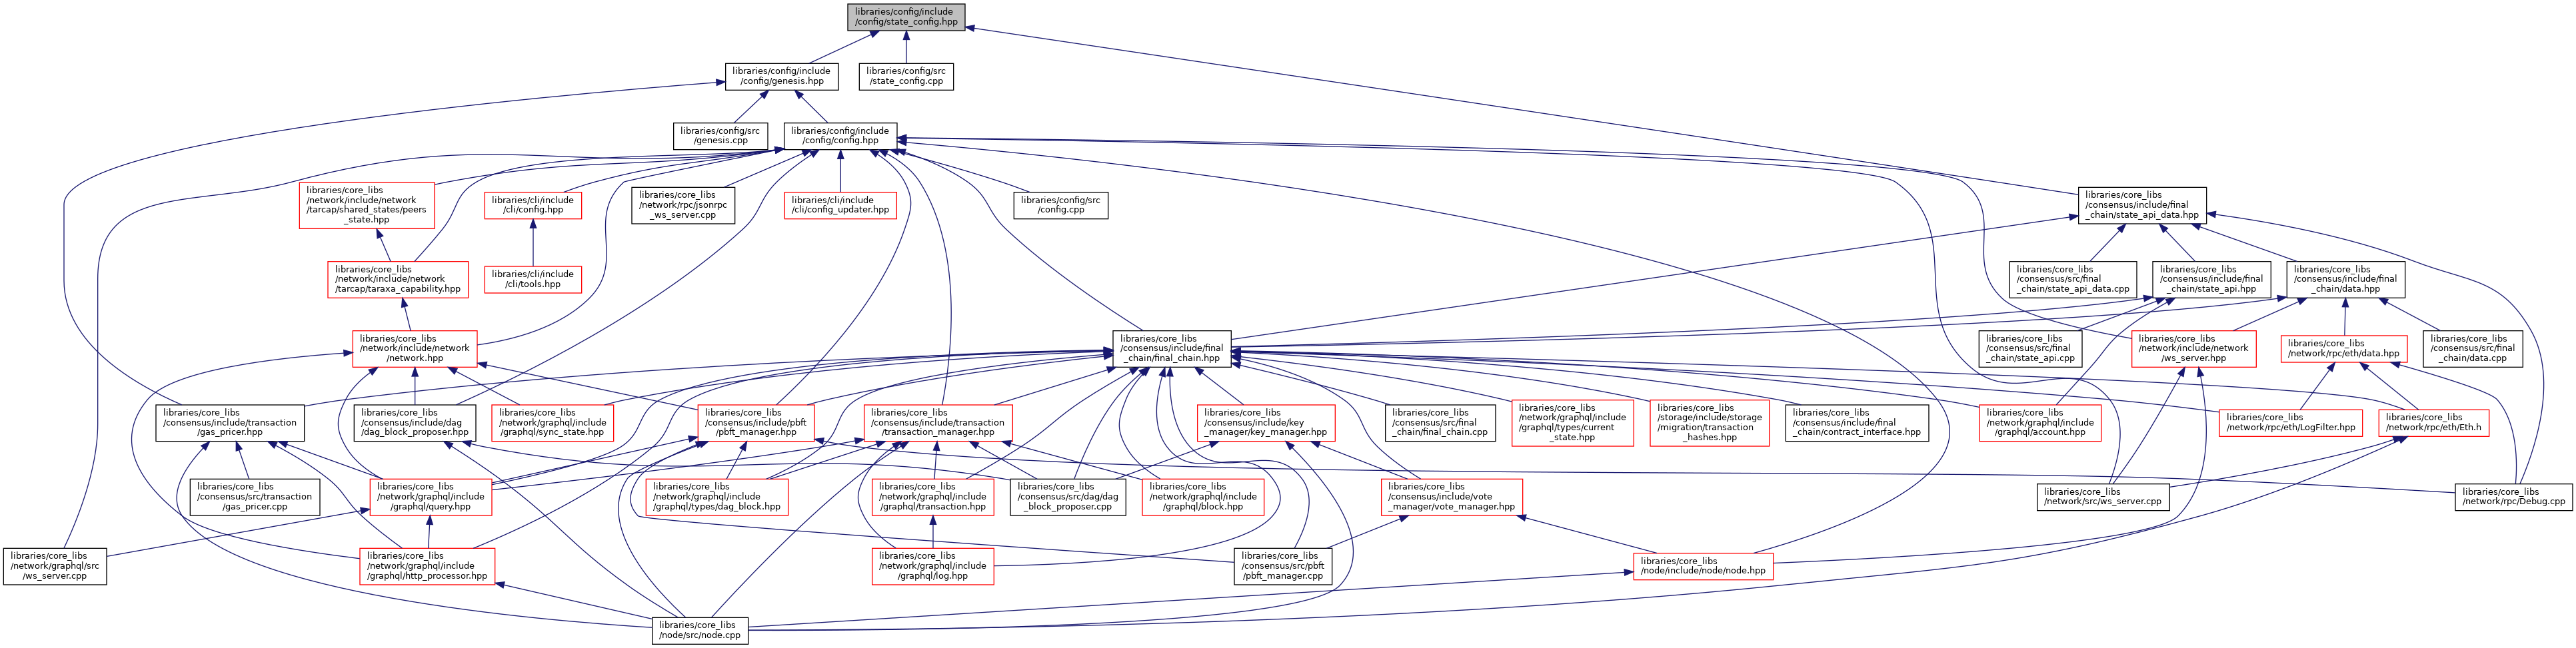 libraries/config/include
/config/state_config.hpp
libraries/config/include
/config/genesis.hpp
libraries/config/src
/state_config.cpp
libraries/config/src
/genesis.cpp
libraries/config/include
/config/config.hpp
libraries/core_libs
/network/include/network
/tarcap/shared_states/peers
_state.hpp
libraries/cli/include
/cli/config.hpp
libraries/core_libs
/network/rpc/jsonrpc
_ws_server.cpp
libraries/cli/include
/cli/config_updater.hpp
libraries/config/src
/config.cpp
libraries/core_libs
/consensus/include/final
_chain/state_api_data.hpp
libraries/core_libs
/network/include/network
/tarcap/taraxa_capability.hpp
libraries/cli/include
/cli/tools.hpp
libraries/core_libs
/consensus/src/final
_chain/state_api_data.cpp
libraries/core_libs
/consensus/include/final
_chain/state_api.hpp
libraries/core_libs
/consensus/include/final
_chain/data.hpp
libraries/core_libs
/network/include/network
/network.hpp
libraries/core_libs
/consensus/include/final
_chain/final_chain.hpp
libraries/core_libs
/consensus/src/final
_chain/state_api.cpp
libraries/core_libs
/network/include/network
/ws_server.hpp
libraries/core_libs
/network/rpc/eth/data.hpp
libraries/core_libs
/consensus/src/final
_chain/data.cpp
libraries/core_libs
/consensus/include/transaction
/gas_pricer.hpp
libraries/core_libs
/consensus/include/dag
/dag_block_proposer.hpp
libraries/core_libs
/network/graphql/include
/graphql/sync_state.hpp
libraries/core_libs
/consensus/include/pbft
/pbft_manager.hpp
libraries/core_libs
/consensus/include/transaction
/transaction_manager.hpp
libraries/core_libs
/consensus/include/key
_manager/key_manager.hpp
libraries/core_libs
/consensus/src/final
_chain/final_chain.cpp
libraries/core_libs
/network/graphql/include
/graphql/types/current
_state.hpp
libraries/core_libs
/storage/include/storage
/migration/transaction
_hashes.hpp
libraries/core_libs
/consensus/include/final
_chain/contract_interface.hpp
libraries/core_libs
/network/graphql/include
/graphql/account.hpp
libraries/core_libs
/network/rpc/eth/LogFilter.hpp
libraries/core_libs
/network/rpc/eth/Eth.h
libraries/core_libs
/consensus/src/transaction
/gas_pricer.cpp
libraries/core_libs
/network/graphql/include
/graphql/query.hpp
libraries/core_libs
/network/graphql/include
/graphql/types/dag_block.hpp
libraries/core_libs
/network/graphql/include
/graphql/transaction.hpp
libraries/core_libs
/consensus/src/dag/dag
_block_proposer.cpp
libraries/core_libs
/network/graphql/include
/graphql/block.hpp
libraries/core_libs
/consensus/include/vote
_manager/vote_manager.hpp
libraries/core_libs
/network/src/ws_server.cpp
libraries/core_libs
/network/rpc/Debug.cpp
libraries/core_libs
/network/graphql/src
/ws_server.cpp
libraries/core_libs
/network/graphql/include
/graphql/http_processor.hpp
libraries/core_libs
/network/graphql/include
/graphql/log.hpp
libraries/core_libs
/consensus/src/pbft
/pbft_manager.cpp
libraries/core_libs
/node/include/node/node.hpp
libraries/core_libs
/node/src/node.cpp